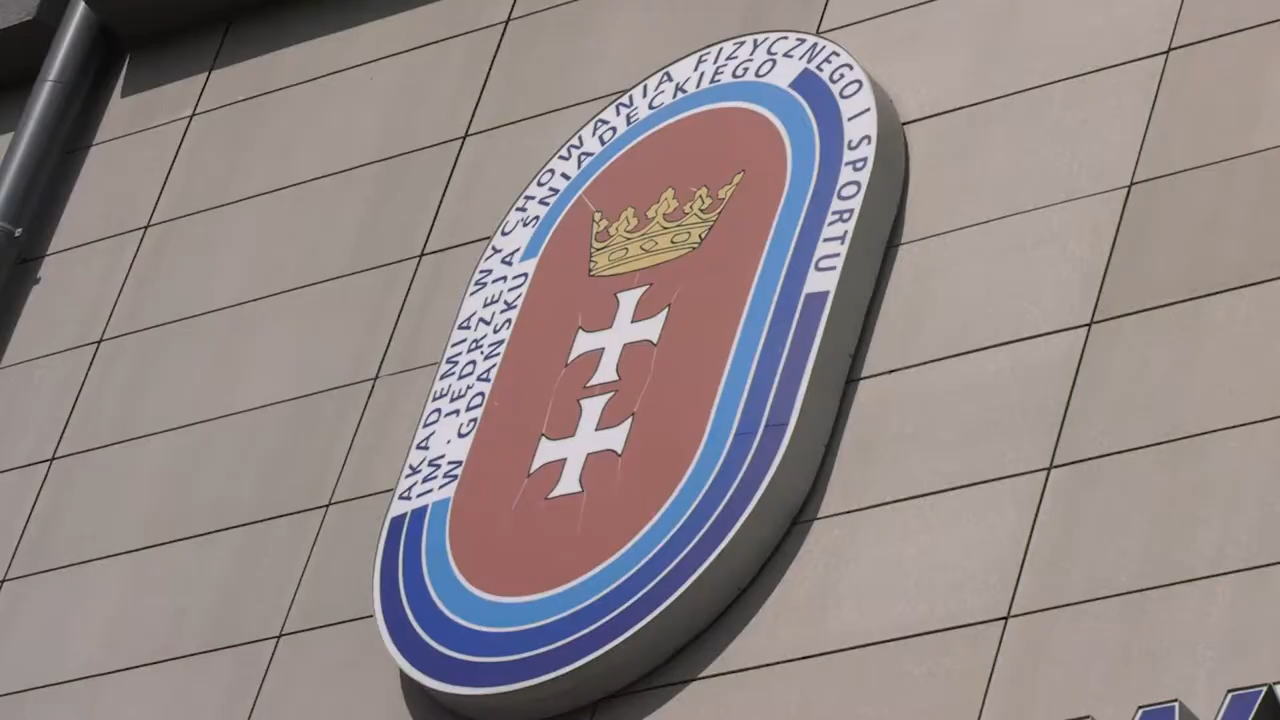 AKADEMIA WYCHOWANIA FIZYCZNEGO I SPORTU
IM. JĘDRZEJA ŚNIADECKIEGO
W GDAŃSKU